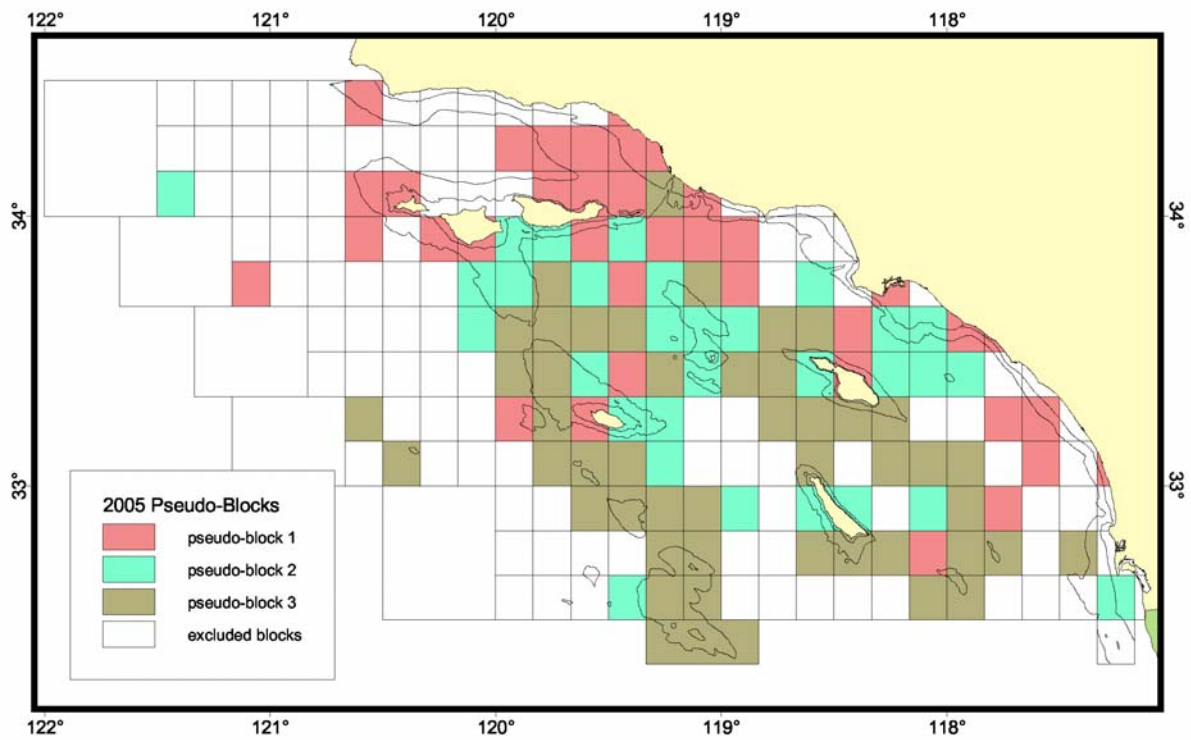 122° 121° 120° 119° 118°
34° 34°
33° 33°
2005 Pseudo-Blocks
pseudo-block 1
pseudo-block 2
pseudo-block 3
excluded blocks
122° 121° 120° 119° 118°